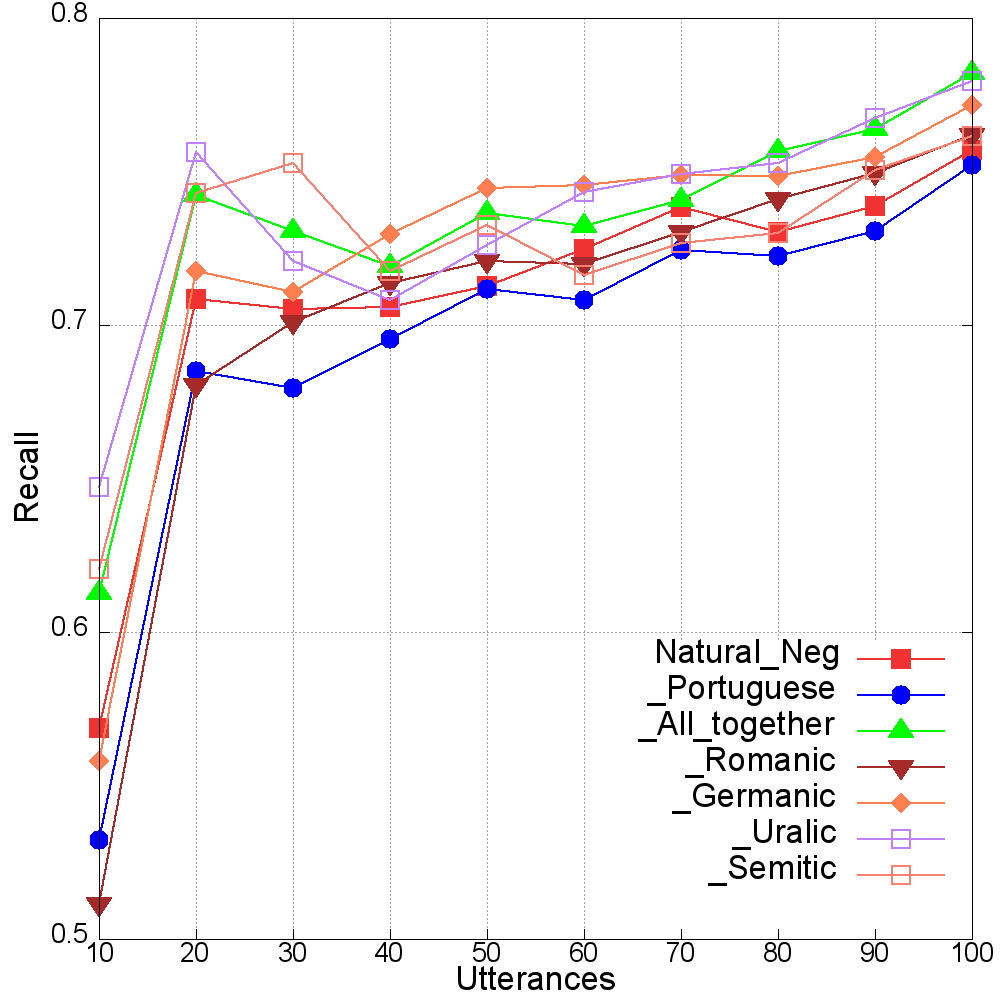 0.8
0.7
0.6
0.5
Recall
10 20 30 40 50 60 70 80 90 100
Utterances
Natural_Neg
_Portuguese
_All_together
_Romanic
_Germanic
_Uralic
_Semitic